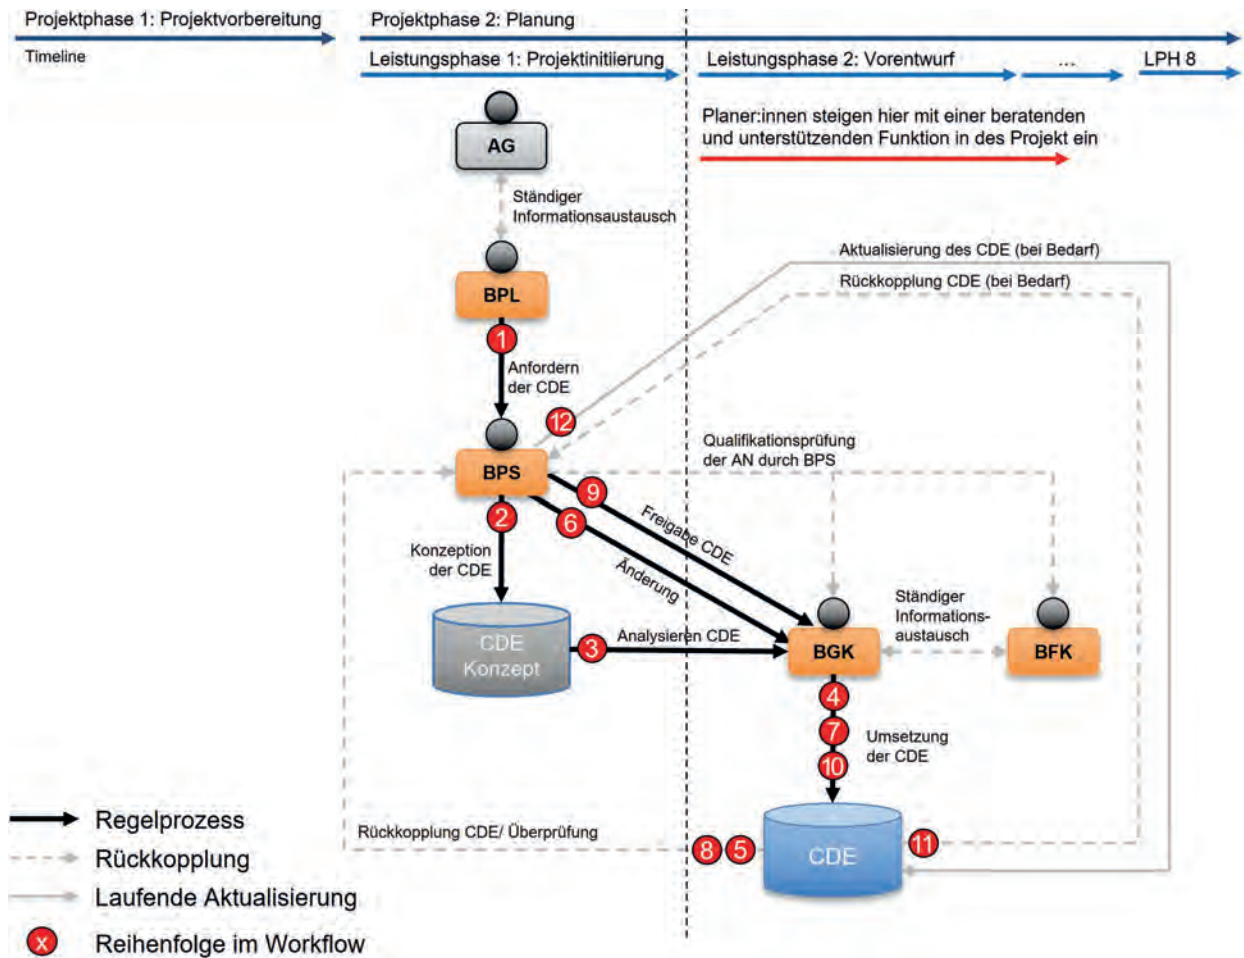 Projektphase 1: Projektvorbereitung
Projektphase 2: Planung
Timeline
Leistungsphase 1: Projektinitiierung
Leistungsphase 2: Vorentwurf
...
LPH 8
Planer:innen steigen hier mit einer beratenden
und unterstützenden Funktion in des Projekt ein
AG
Ständiger
Informationsaustausch
BPL
Aktualisierung des CDE (bei Bedarf)
Rückkopplung CDE (bei Bedarf)
1
Anfordern
der CDE
12
BPS
Qualifikationsprüfung
der AN durch BPS
9
2
6
Freigabe CDE
Änderung
Konzeption
der CDE
CDE
Konzept
3
Analysieren CDE
BGK
Ständiger
Informations-
austausch
BFK
4
7
10
Umsetzung
der CDE
Rückkopplung CDE/ Überprüfung
8
5
CDE
11
Regelprozess
Rückkopplung
Laufende Aktualisierung
x
Reihenfolge im Workflow